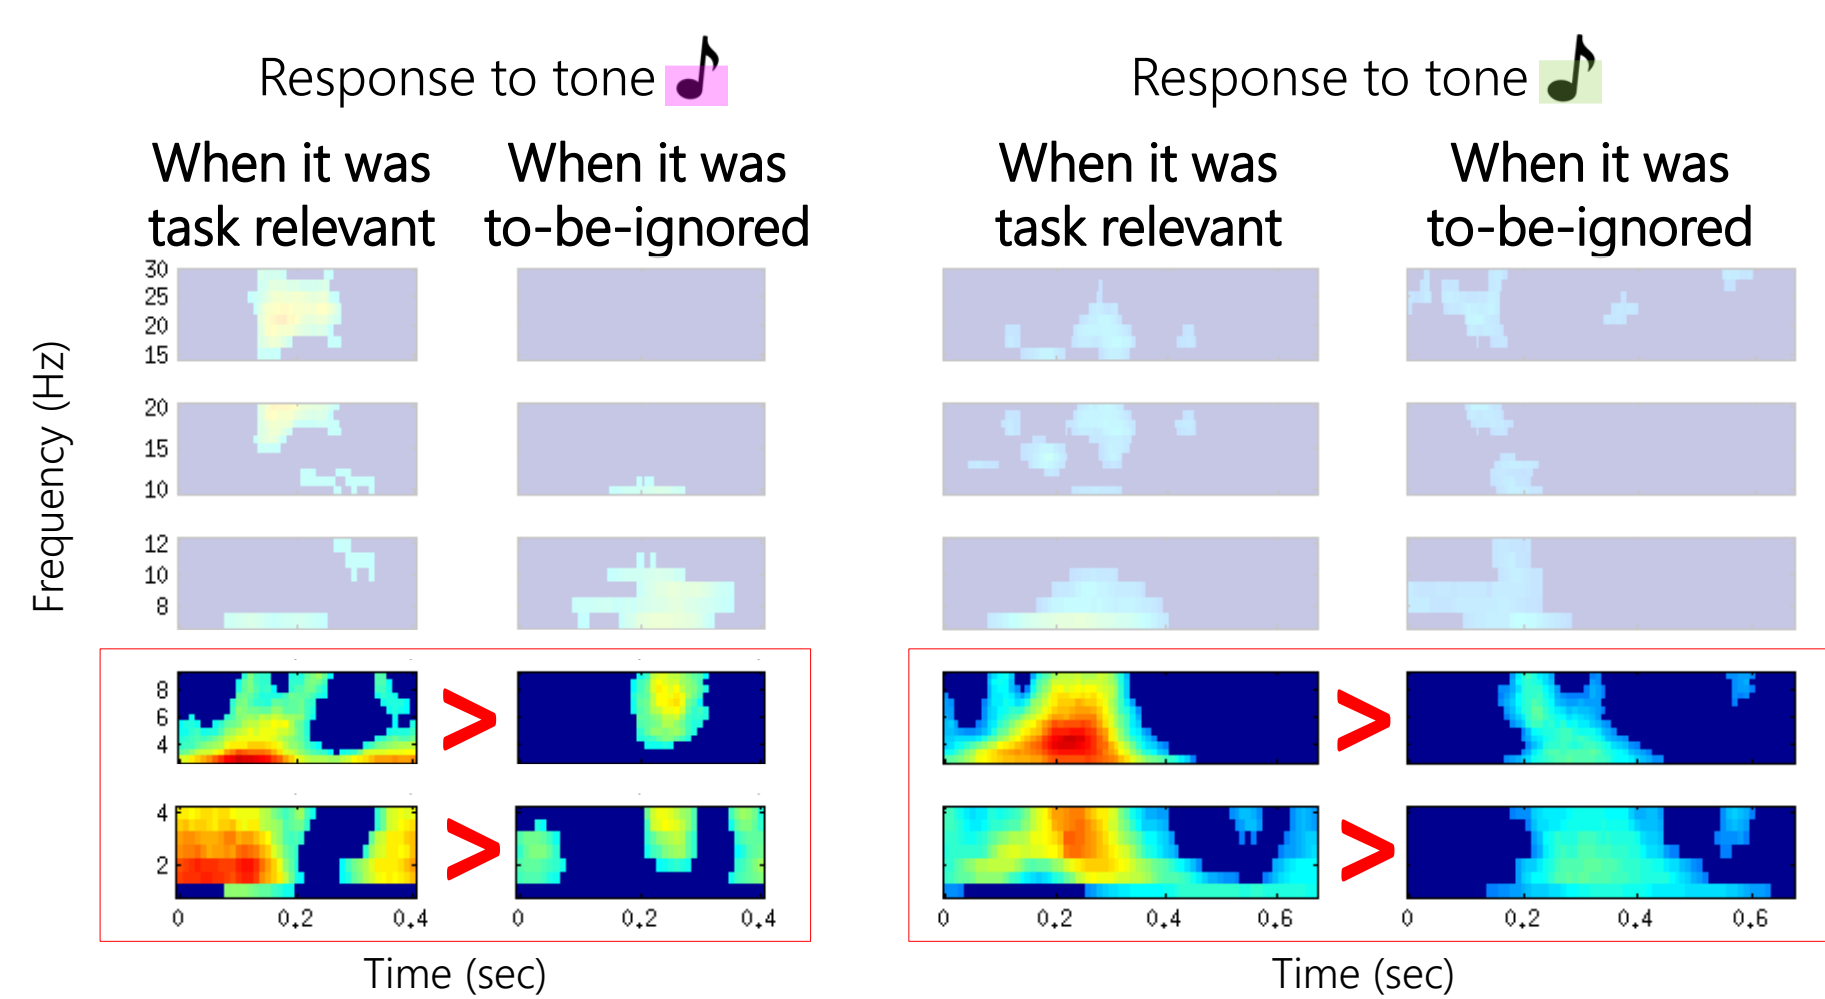 Response to tone
Response to tone
When it was
task relevant
When it was
to-be-ignored
When it was
task relevant
When it was
to-be-ignored
Frequency (Hz)
30
25
20
15
20
15
10
12
10
8
8
6
4
>
>
4
2
>
>
0 0.2 0.4
0 0.2 0.4
0 0.2 0.4 0.6
0 0.2 0.4 0.6
Time (sec)
Time (sec)